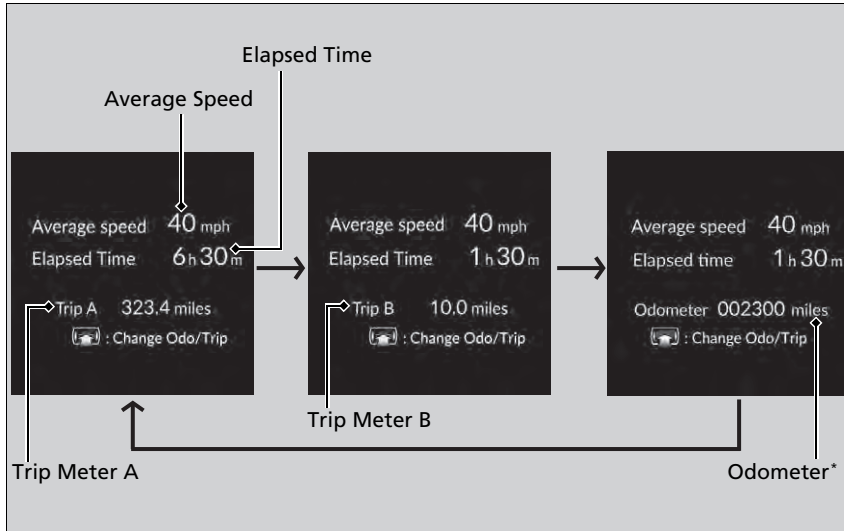 Elapsed Time
Average Speed
Average speed 40 mph
Elapsed Time 6 h 30 m
Trip A 323.4 miles
: Change Odo/Trip
Average speed 40 mph
Elapsed Time 1 h 30 m
Trip B 10.0 miles
: Change Odo/Trip
Average speed 40 mph
Elapsed time 1 h 30 m
Odometer 002300 miles
: Change Odo/Trip
Trip Meter B
Trip Meter A
Odometer*